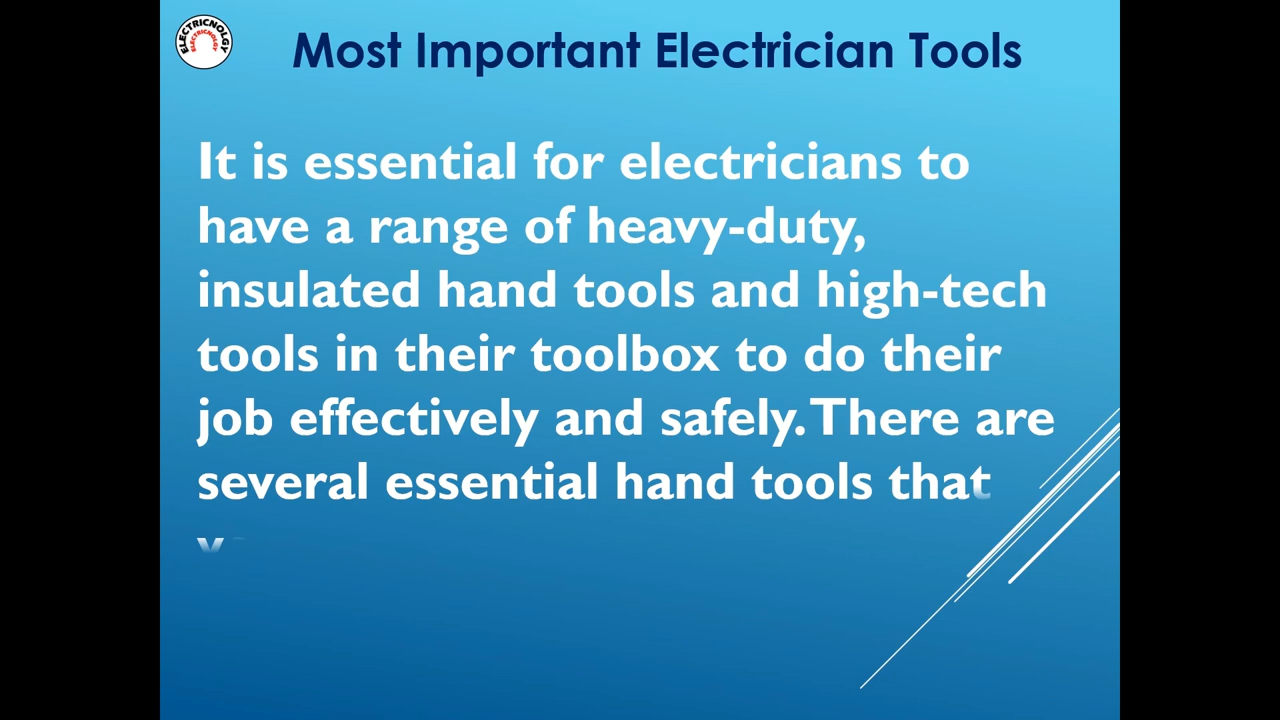 ELECTRICNOLGY
ELECTRICNOLGY
Most Important Electrician Tools
It is essential for electricians to
have a range of heavy-duty,
insulated hand tools and high-tech
tools in their toolbox to do their
job effectively and safely. There are
several essential hand tools that